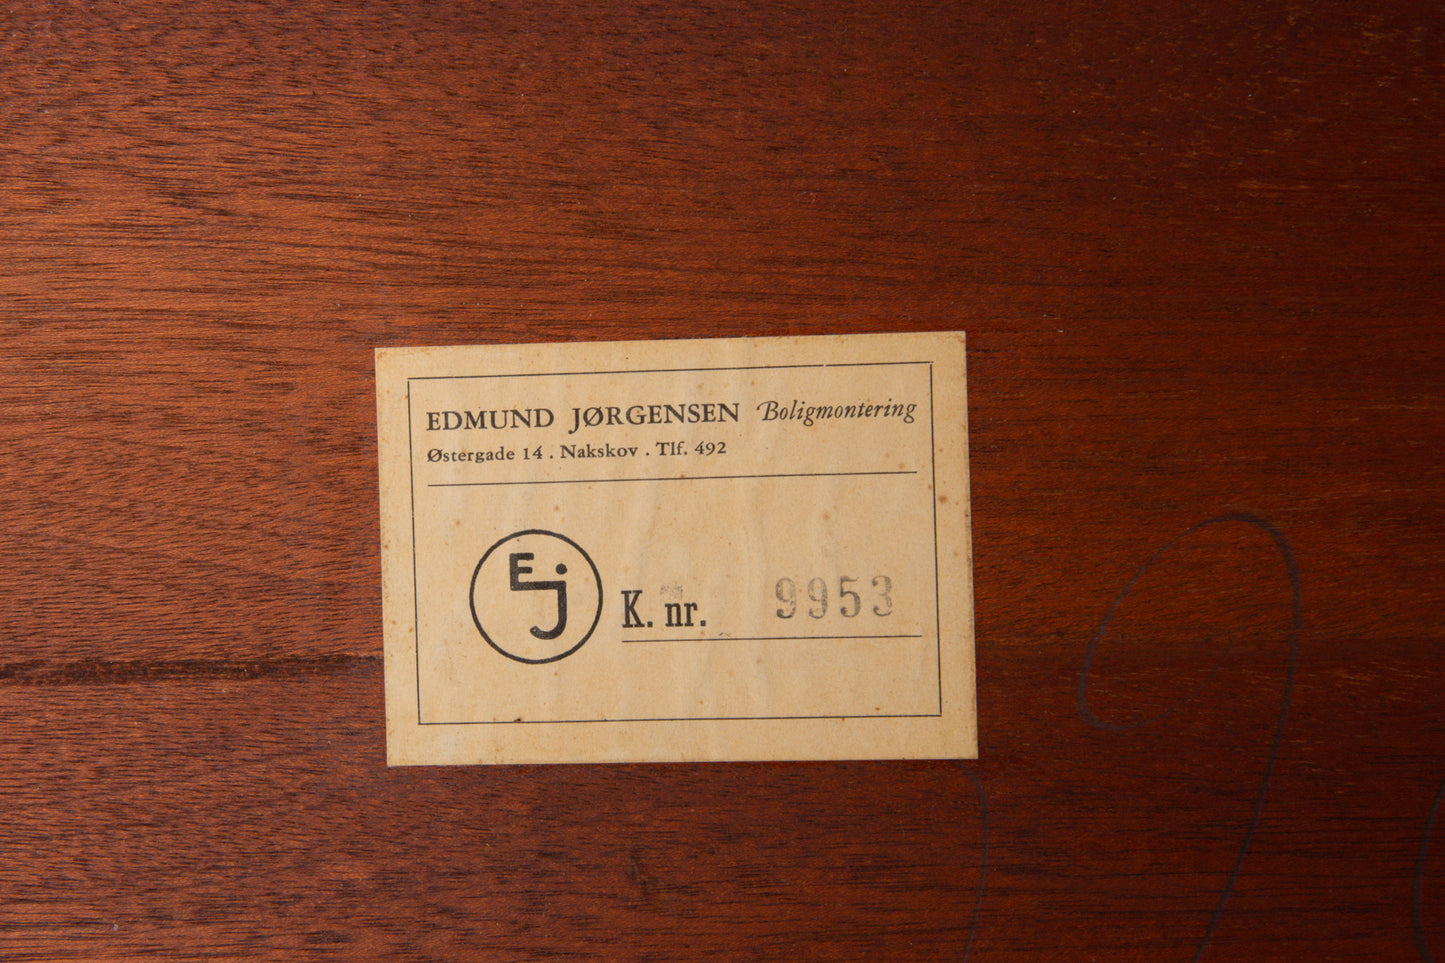 EDMUND JØRGENSEN Boligmontering
Østergade 14 . Nakskov . Tlf. 492
EJ
K. nr. 9953